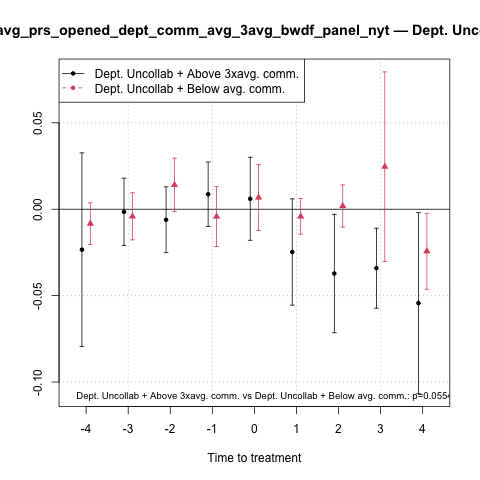 avg_prs_opened_dept_comm_avg_3avg_bwdf_panel_nyt — Dept. Unco
Dept. Uncollab + Above 3xavg. comm.
Dept. Uncollab + Below avg. comm.
0.05
0.00
-0.05
-0.10
Dept. Uncollab + Above 3xavg. comm. vs Dept. Uncollab + Below avg. comm.: p=0.055
-4 -3 -2 -1 0 1 2 3 4
Time to treatment